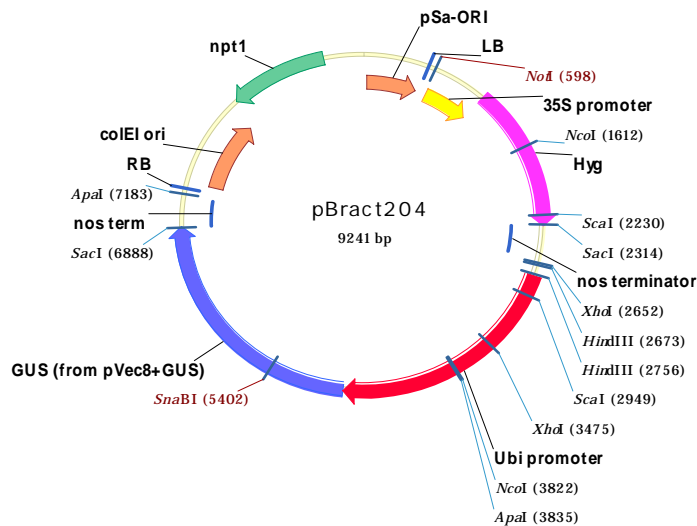 pSa-ORI
LB
NotI (598)
35S promoter
NcoI (1612)
Hyg
ScaI (2230)
SacI (2314)
nos terminator
XhoI (2652)
HindIII (2673)
HindIII (2756)
ScaI (2949)
XhoI (3475)
Ubi promoter
NcoI (3822)
ApaI (3835)
SnaBI (5402)
GUS (from pVec8+GUS)
SacI (6888)
nos term
ApaI (7183)
RB
colEI ori
npt1
pBract204
9241 bp